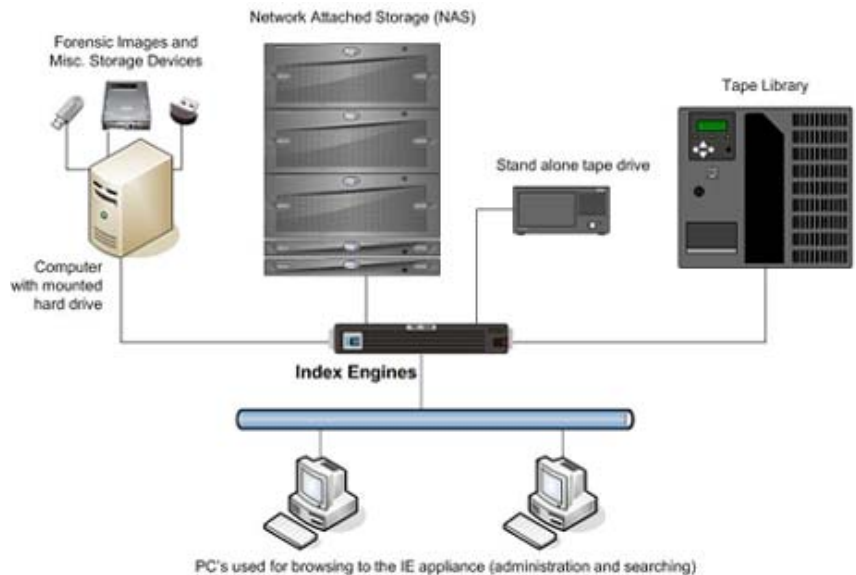 Network Attached Storage (NAS)
Forensic Images and
Misc. Storage Devices
Tape Library
Stand alone tape drive
Computer
with mounted
hard drive
Index Engines
PC's used for browsing to the IE appliance (administration and searching)